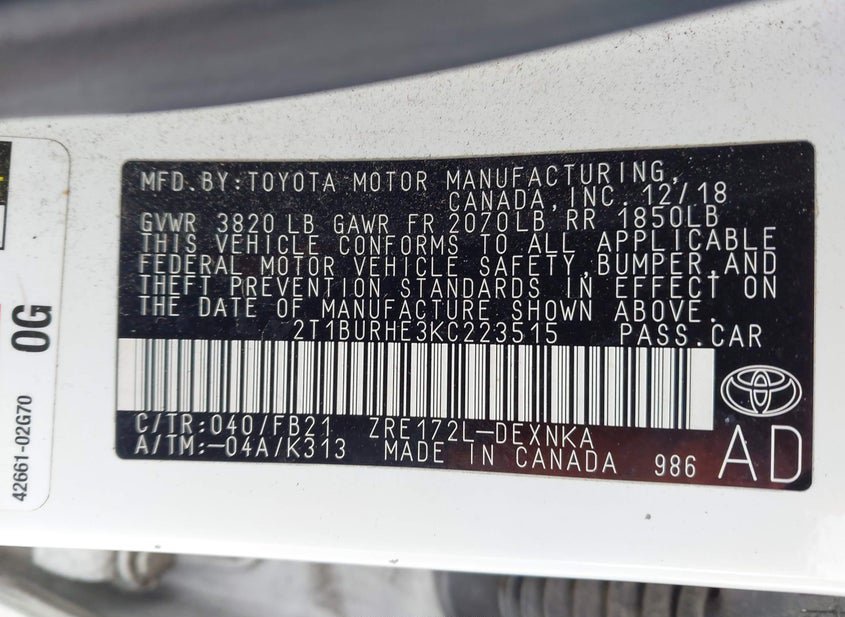 MFD.BY:TOYOTA MOTOR MANUFACTURING,
CANADA,INC. 12/18
GVWR 3820 LB GAWR FR 2070LB RR 1850LB
THIS VEHICLE CONFORMS TO ALL APPLICABLE
FEDERAL MOTOR VEHICLE SAFETY,BUMPER,AND
THEFT PREVENTION STANDARDS IN EFFECT ON
THE DATE OF MANUFACTURE SHOWN ABOVE.
2T1BURHE3KC223515 PASS.CAR
C/TR:040/FB21 ZRE172L-DEXNKA
A/TM:-04A/K313 MADE IN CANADA 986 AD
0G
42661-02G70